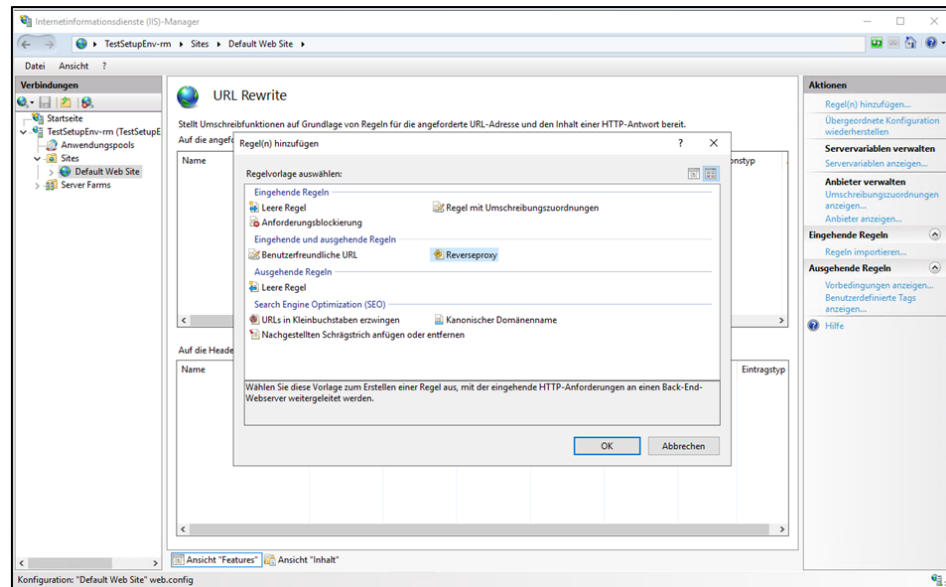 Internetinformationsdienste (IIS)-Manager
TestSetupEnv-rm Sites Default Web Site
Datei Ansicht ?
Verbindungen
Startseite
TestSetupEnv-rm (TestSetupE
Anwendungspools
Sites
Default Web Site
Server Farms
URL Rewrite
Stellt Umschreibfunktionen auf Grundlage von Regeln für die angeforderte URL-Adresse und den Inhalt einer HTTP-Antwort bereit.
Auf die angefo
Name
onstyp
Regel(n) hinzufügen
? X
Regelvorlage auswählen:
Eingehende Regeln
Leere Regel
Regel mit Umschreibungszuordnungen
Anforderungsblockierung
Eingehende und ausgehende Regeln
Benutzerfreundliche URL
Reverseproxy
Ausgehende Regeln
Leere Regel
Search Engine Optimization (SEO)
URLs in Kleinbuchstaben erzwingen
Kanonischer Domänenname
Nachgestellten Schrägstrich anfügen oder entfernen
Wählen Sie diese Vorlage zum Erstellen einer Regel aus, mit der eingehende HTTP-Anforderungen an einen Back-End-
Webserver weitergeleitet werden.
OK Abbrechen
Auf die Heade
Name
Eintragstyp
Ansicht "Features" Ansicht "Inhalt"
Aktionen
Regel(n) hinzufügen...
Übergeordnete Konfiguration
wiederherstellen
Servervariablen verwalten
Servervariablen anzeigen...
Anbieter verwalten
Umschreibungszuordnungen
anzeigen...
Anbieter anzeigen...
Eingehende Regeln
Regeln importieren...
Ausgehende Regeln
Vorbedingungen anzeigen...
Benutzerdefinierte Tags
anzeigen...
Hilfe
Konfiguration: "Default Web Site" web.config